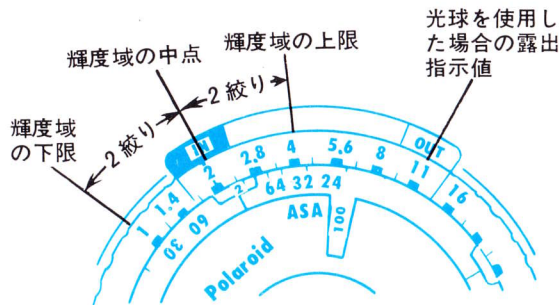 光球を使用し
た場合の露出
指示値
輝度域の上限
輝度域の中点
輝度域
の下限
2絞り
2絞り
IN
OUT
1 1.4 2 2.8 4 5.6 8 11 16
30 60 2 64 32 24
ASA
100
Polaroid